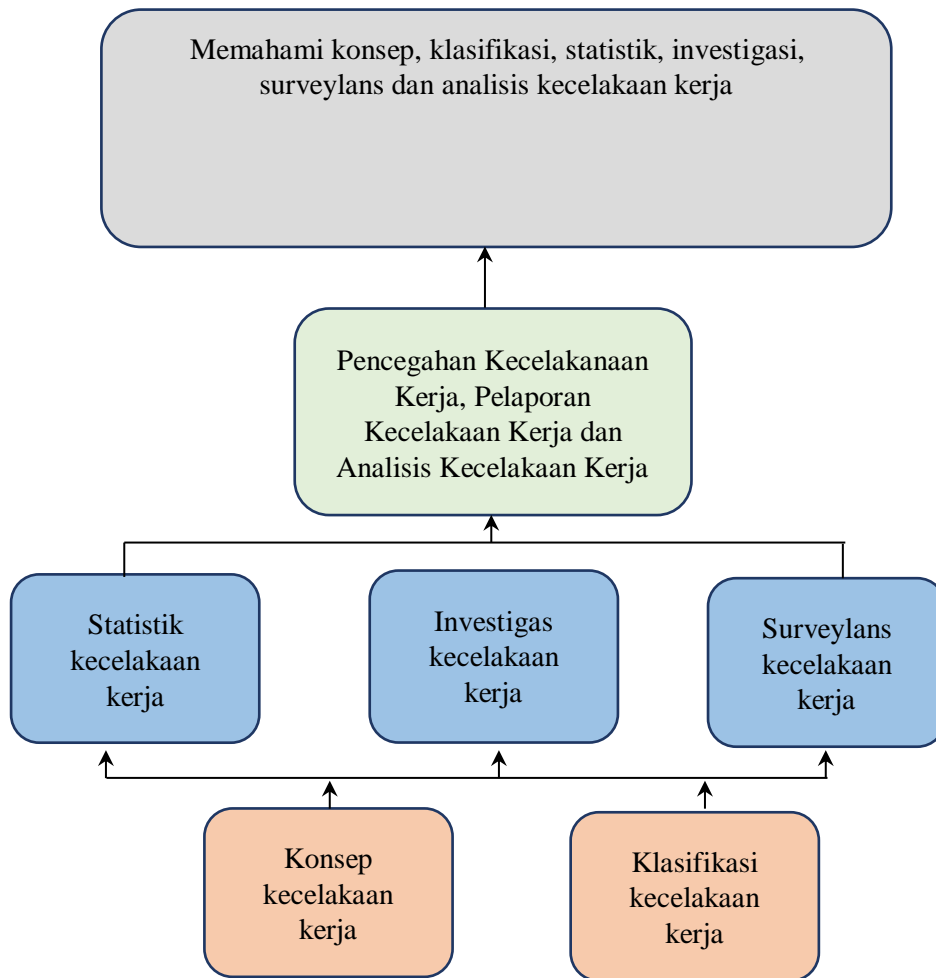 Memahami konsep, klasifikasi, statistik, investigasi,
surveylans dan analisis kecelakaan kerja
Pencegahan Kecelakanaan
Kerja, Pelaporan
Kecelakaan Kerja dan
Analisis Kecelakaan Kerja
Statistik
kecelakaan
kerja
Investigas
kecelakaan
kerja
Surveylans
kecelakaan
kerja
Konsep
kecelakaan
kerja
Klasifikasi
kecelakaan
kerja